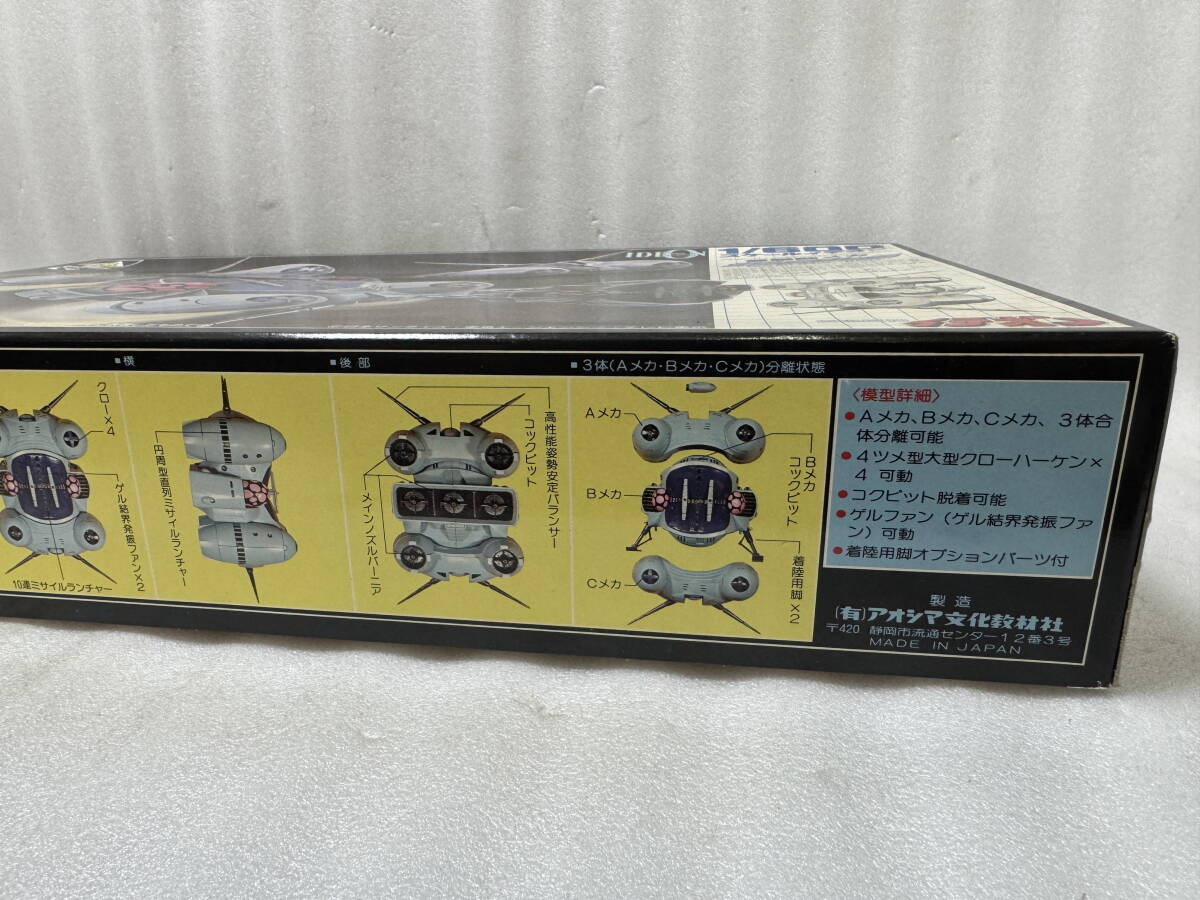 IDEON
■横
■後部
■3体(Aメカ・Bメカ・Cメカ)分離状態
クロー×4
ゲル結界発振ファン×2
10連ミサイルランチャー
円周型直列ミサイルランチャー
高性能姿勢安定バランサー
コックピット
メインノズルバーニア
Aメカ
Bメカ
Cメカ
Bメカ
コックピット
着陸用脚×2
〈模型詳細〉
●Aメカ、Bメカ、Cメカ、3体合
体分離可能
●4ツメ型大型クローハーケン×
4 可動
●コクピット脱着可能
●ゲルファン(ゲル結界発振ファ
ン)可動
●着陸用脚オプションパーツ付
製造
(有)アオシマ文化教材社
〒420 静岡市流通センター12番3号
MADE IN JAPAN